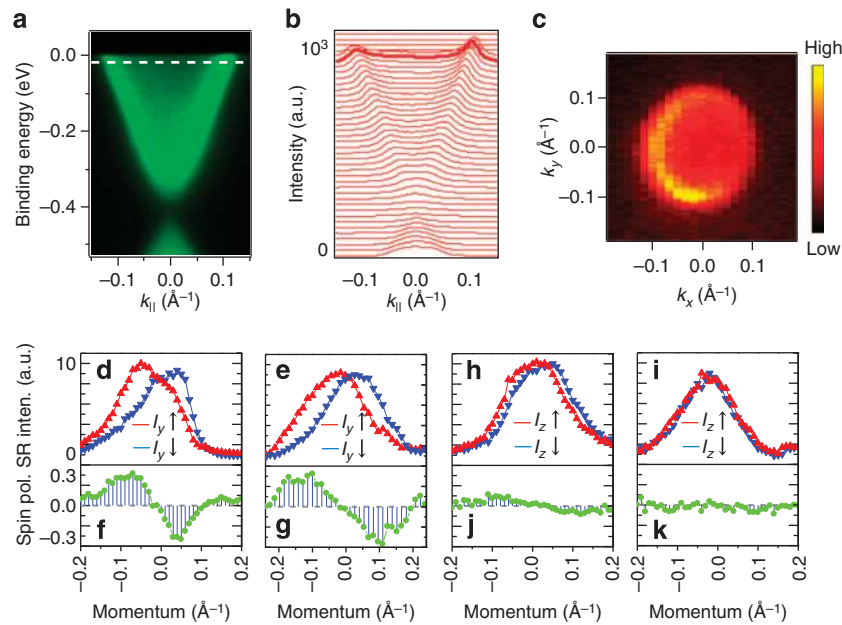 a
b
c
0.0
−0.2
−0.4
Binding energy (eV)
−0.1 0.0 0.1
k|| (Å−1)
10³
0
Intensity (a.u.)
−0.1 0.0 0.1
k|| (Å−1)
0.1
0.0
−0.1
ky (Å−1)
−0.1 0.0 0.1
kx (Å−1)
High
Low
d
e
h
i
10
0
Spin pol. SR inten. (a.u.)
Iy ↑
Iy ↓
Iy ↑
Iy ↓
Iz ↑
Iz ↓
Iz ↑
Iz ↓
0.3
0.0
−0.3
f
g
j
k
−0.2 −0.1 0.0 0.1 0.2
−0.2 −0.1 0.0 0.1 0.2
−0.2 −0.1 0.0 0.1 0.2
−0.2 −0.1 0.0 0.1 0.2
Momentum (Å−1)
Momentum (Å−1)
Momentum (Å−1)
Momentum (Å−1)